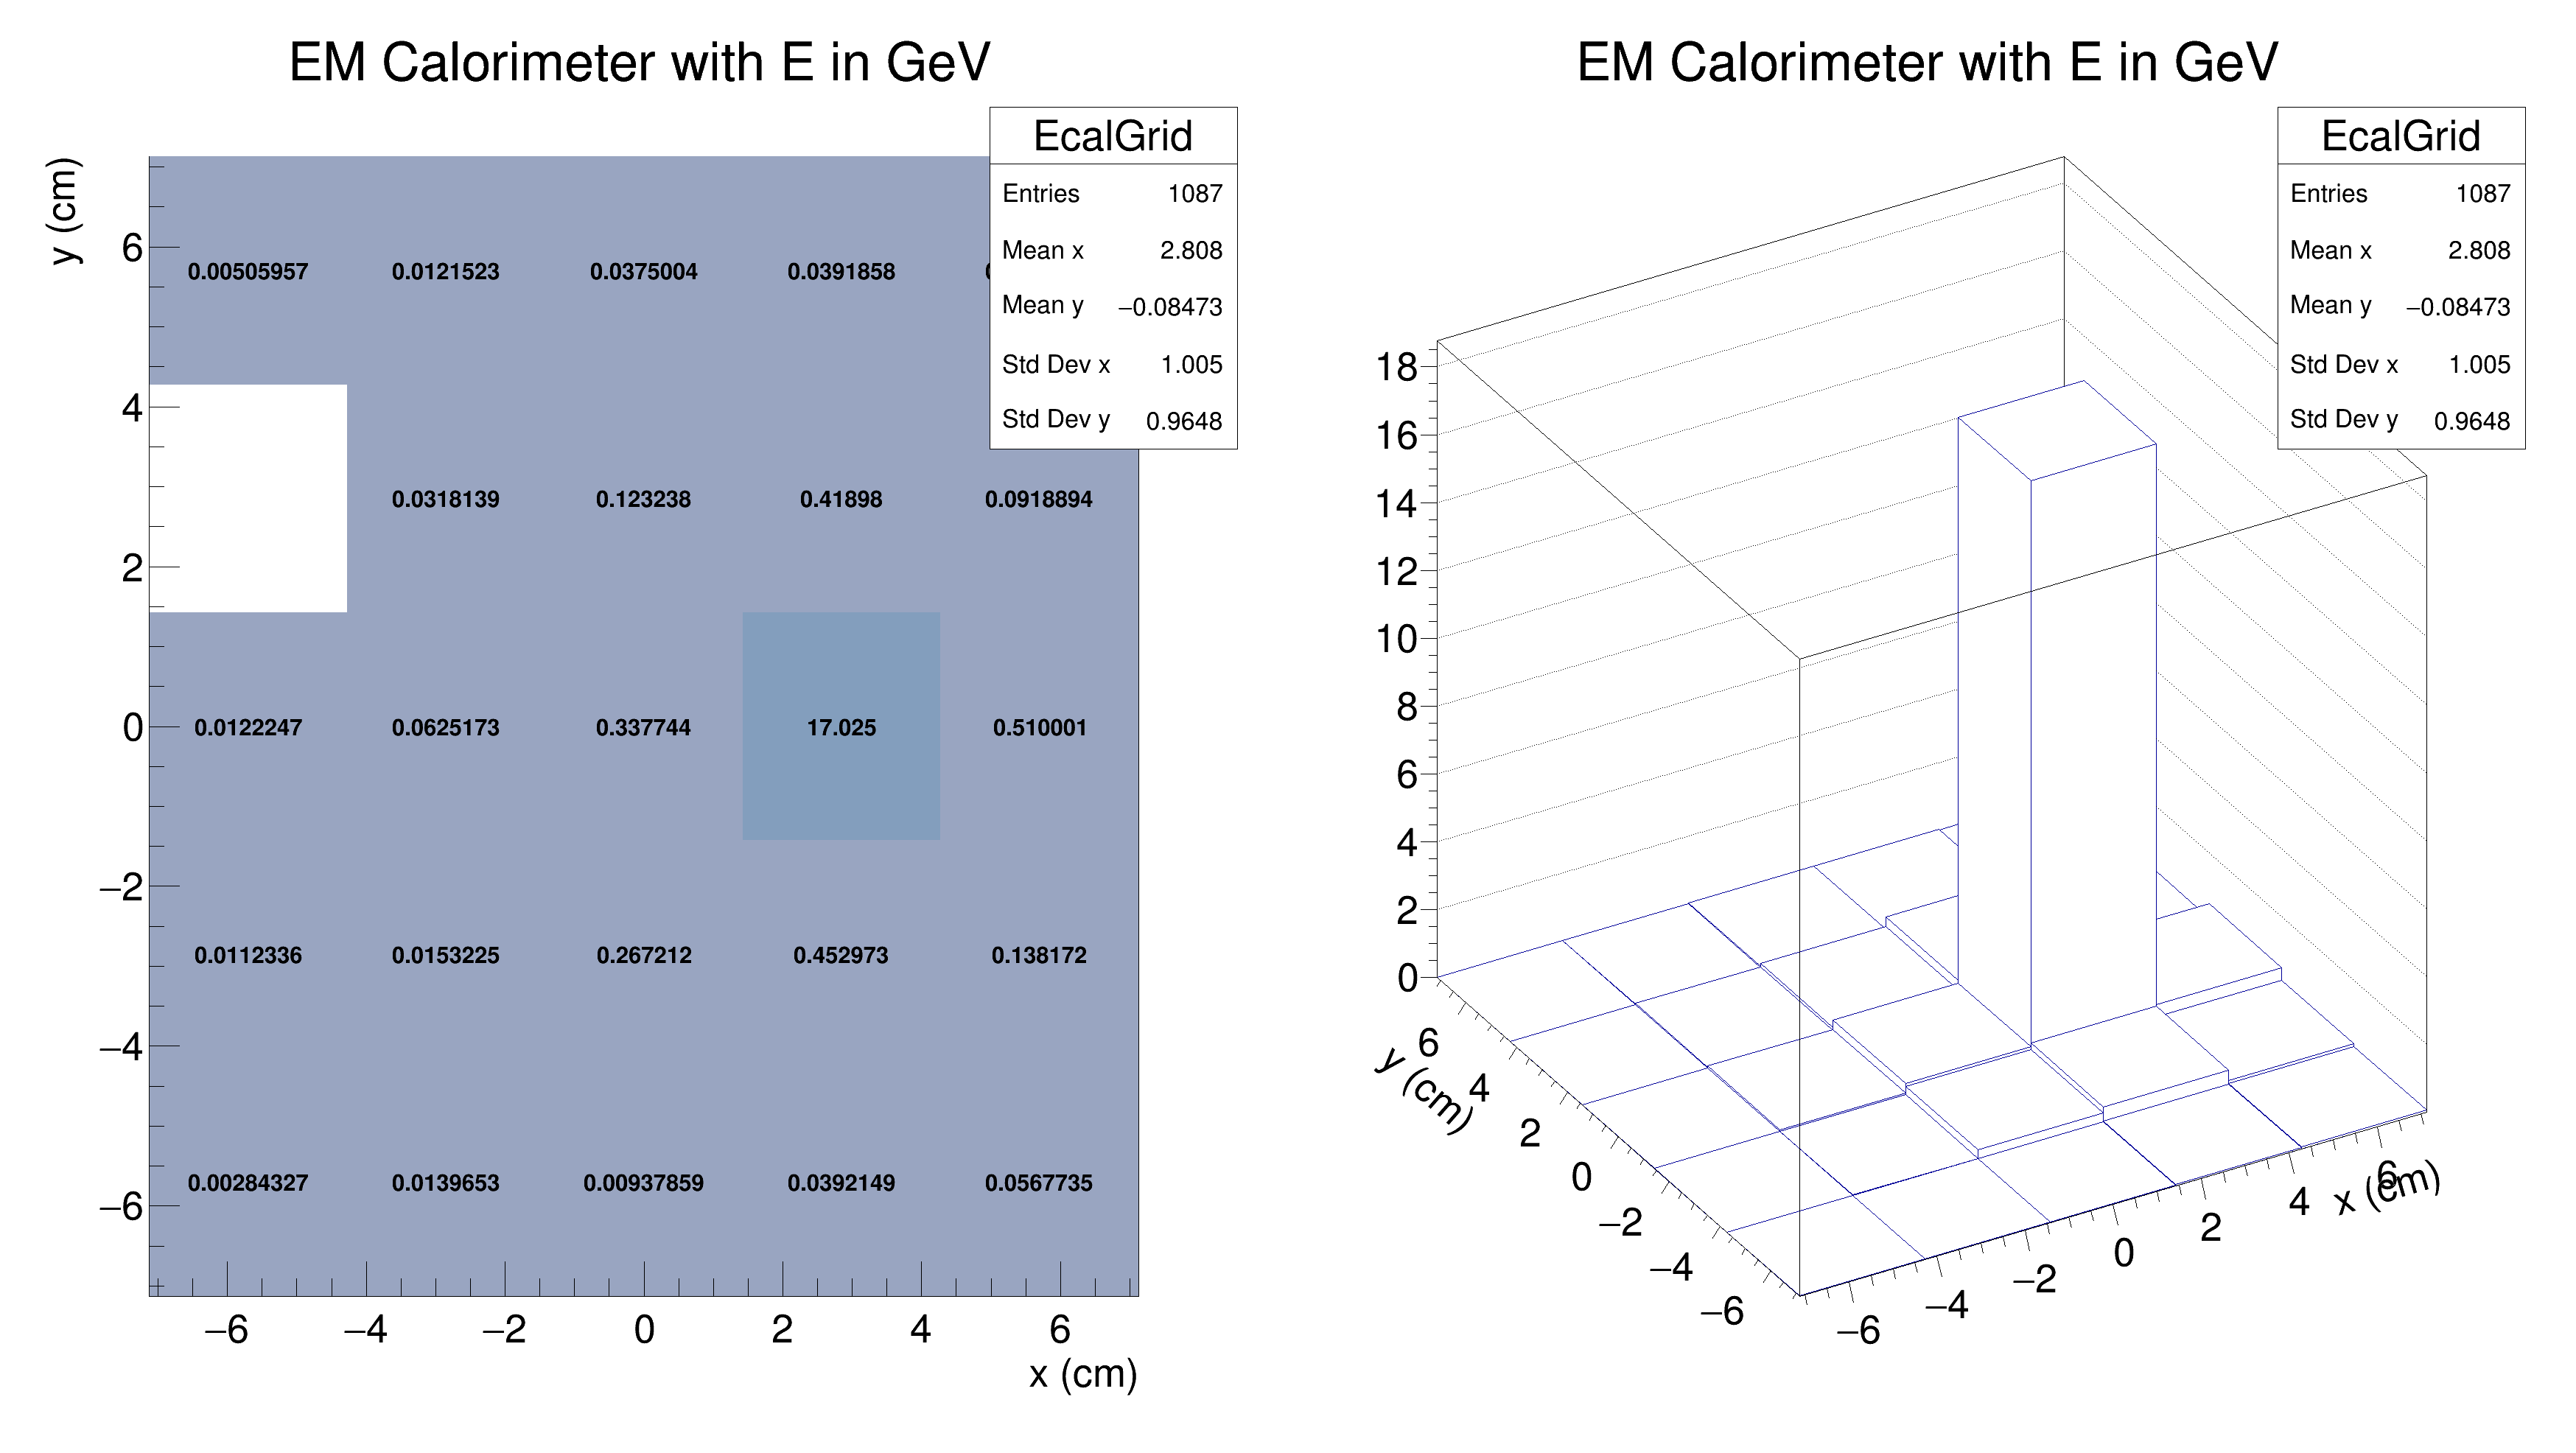 EM Calorimeter with E in GeV
EcalGrid
Entries 1087
Mean x 2.808
Mean y −0.08473
Std Dev x 1.005
Std Dev y 0.9648
y (cm)
6
4
2
0
−2
−4
−6
0.00505957 0.0121523 0.0375004 0.0391858
0.0318139 0.123238 0.41898 0.0918894
0.0122247 0.0625173 0.337744 17.025 0.510001
0.0112336 0.0153225 0.267212 0.452973 0.138172
0.00284327 0.0139653 0.00937859 0.0392149 0.0567735
−6 −4 −2 0 2 4 6
x (cm)
EM Calorimeter with E in GeV
EcalGrid
Entries 1087
Mean x 2.808
Mean y −0.08473
Std Dev x 1.005
Std Dev y 0.9648
18
16
14
12
10
8
6
4
2
0
y (cm)
6
4
2
0
−2
−4
−6
−6 −4 −2 0 2 4 6
x (cm)